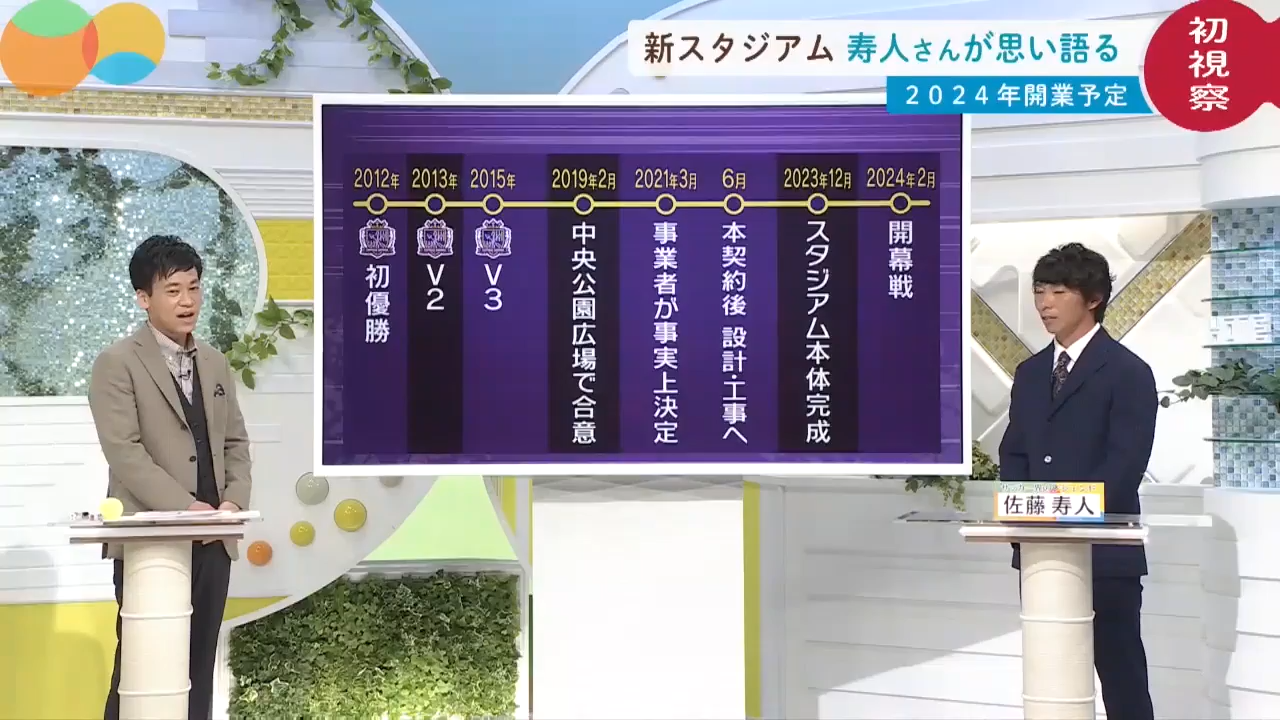 新スタジアム 寿人さんが思い語る
2024年開業予定
初視察
2012年
初優勝
2013年
V2
2015年
V3
2019年2月
中央公園広場で合意
2021年3月
事業者が事実上決定
6月
本契約後 設計・工事へ
2023年12月
スタジアム本体完成
2024年2月
開幕戦
佐藤 寿人